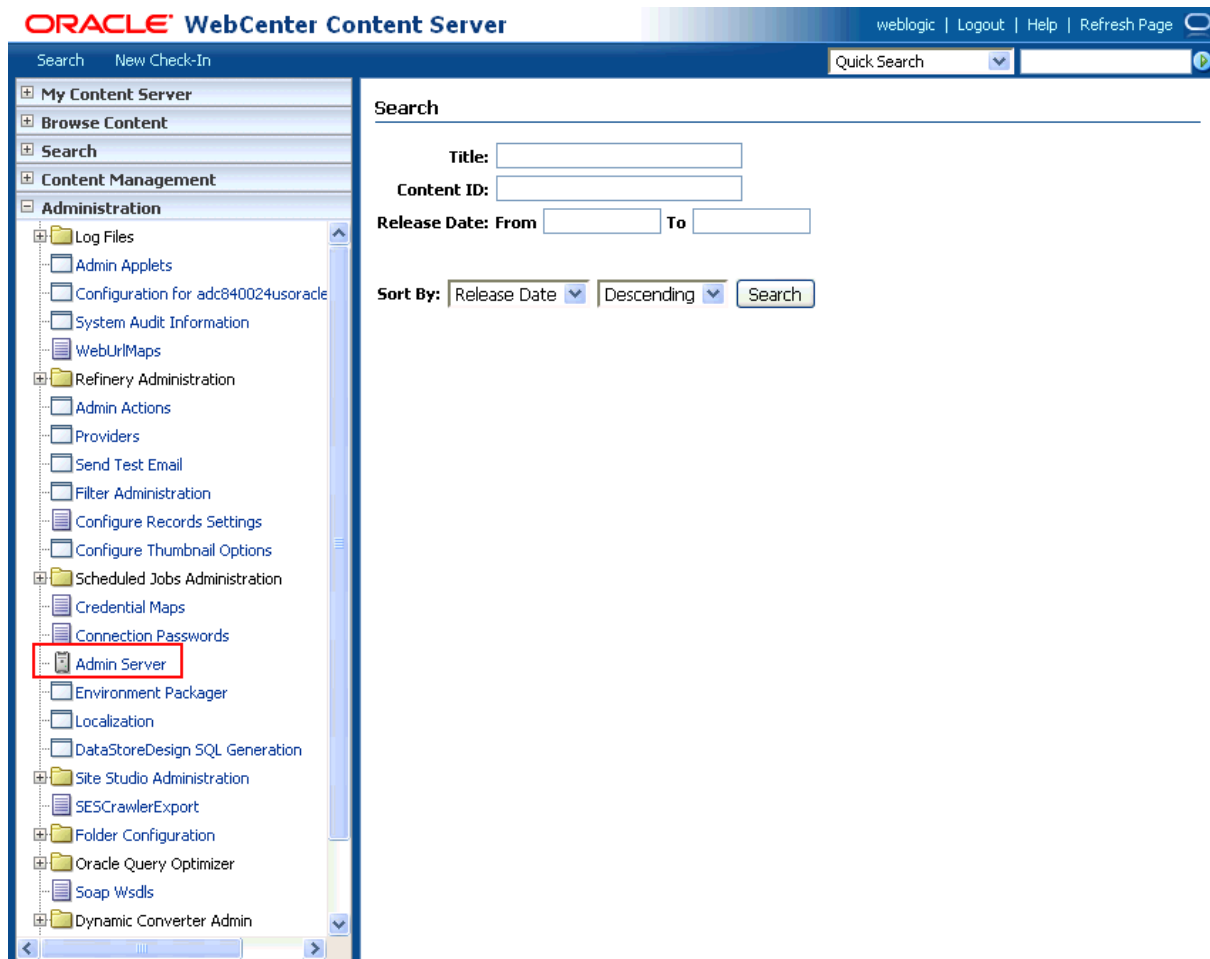 ORACLE WebCenter Content Server
weblogic | Logout | Help | Refresh Page
Search New Check-In
Quick Search
My Content Server
Browse Content
Search
Content Management
Administration
Log Files
Admin Applets
Configuration for adc840024usoracle
System Audit Information
WebUrlMaps
Refinery Administration
Admin Actions
Providers
Send Test Email
Filter Administration
Configure Records Settings
Configure Thumbnail Options
Scheduled Jobs Administration
Credential Maps
Connection Passwords
Admin Server
Environment Packager
Localization
DataStoreDesign SQL Generation
Site Studio Administration
SESCrawlerExport
Folder Configuration
Oracle Query Optimizer
Soap Wsdls
Dynamic Converter Admin
Search
Title:
Content ID:
Release Date: From To
Sort By: Release Date Descending Search